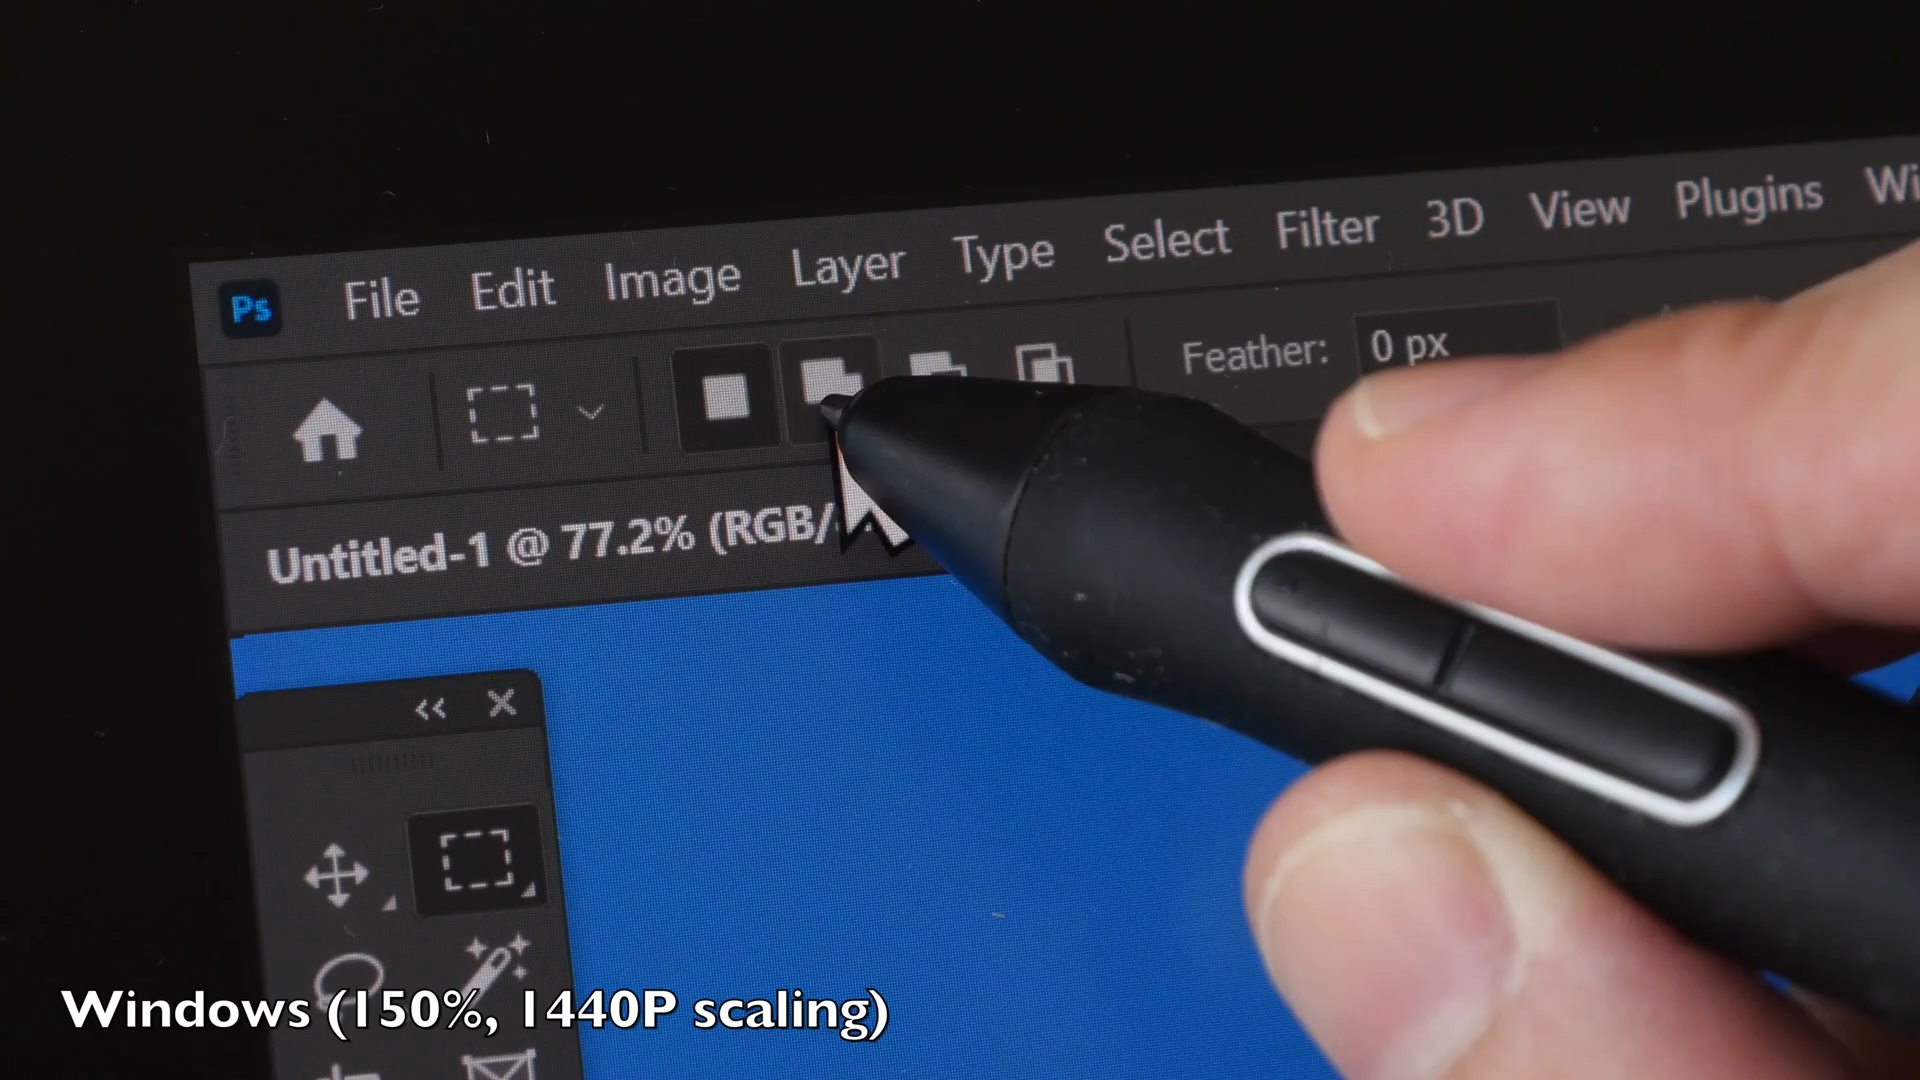 Ps File Edit Image Layer Type Select Filter 3D View Plugins
Feather: 0 px
Untitled-1 @ 77.2% (RGB/
Windows (150%, 1440P scaling)